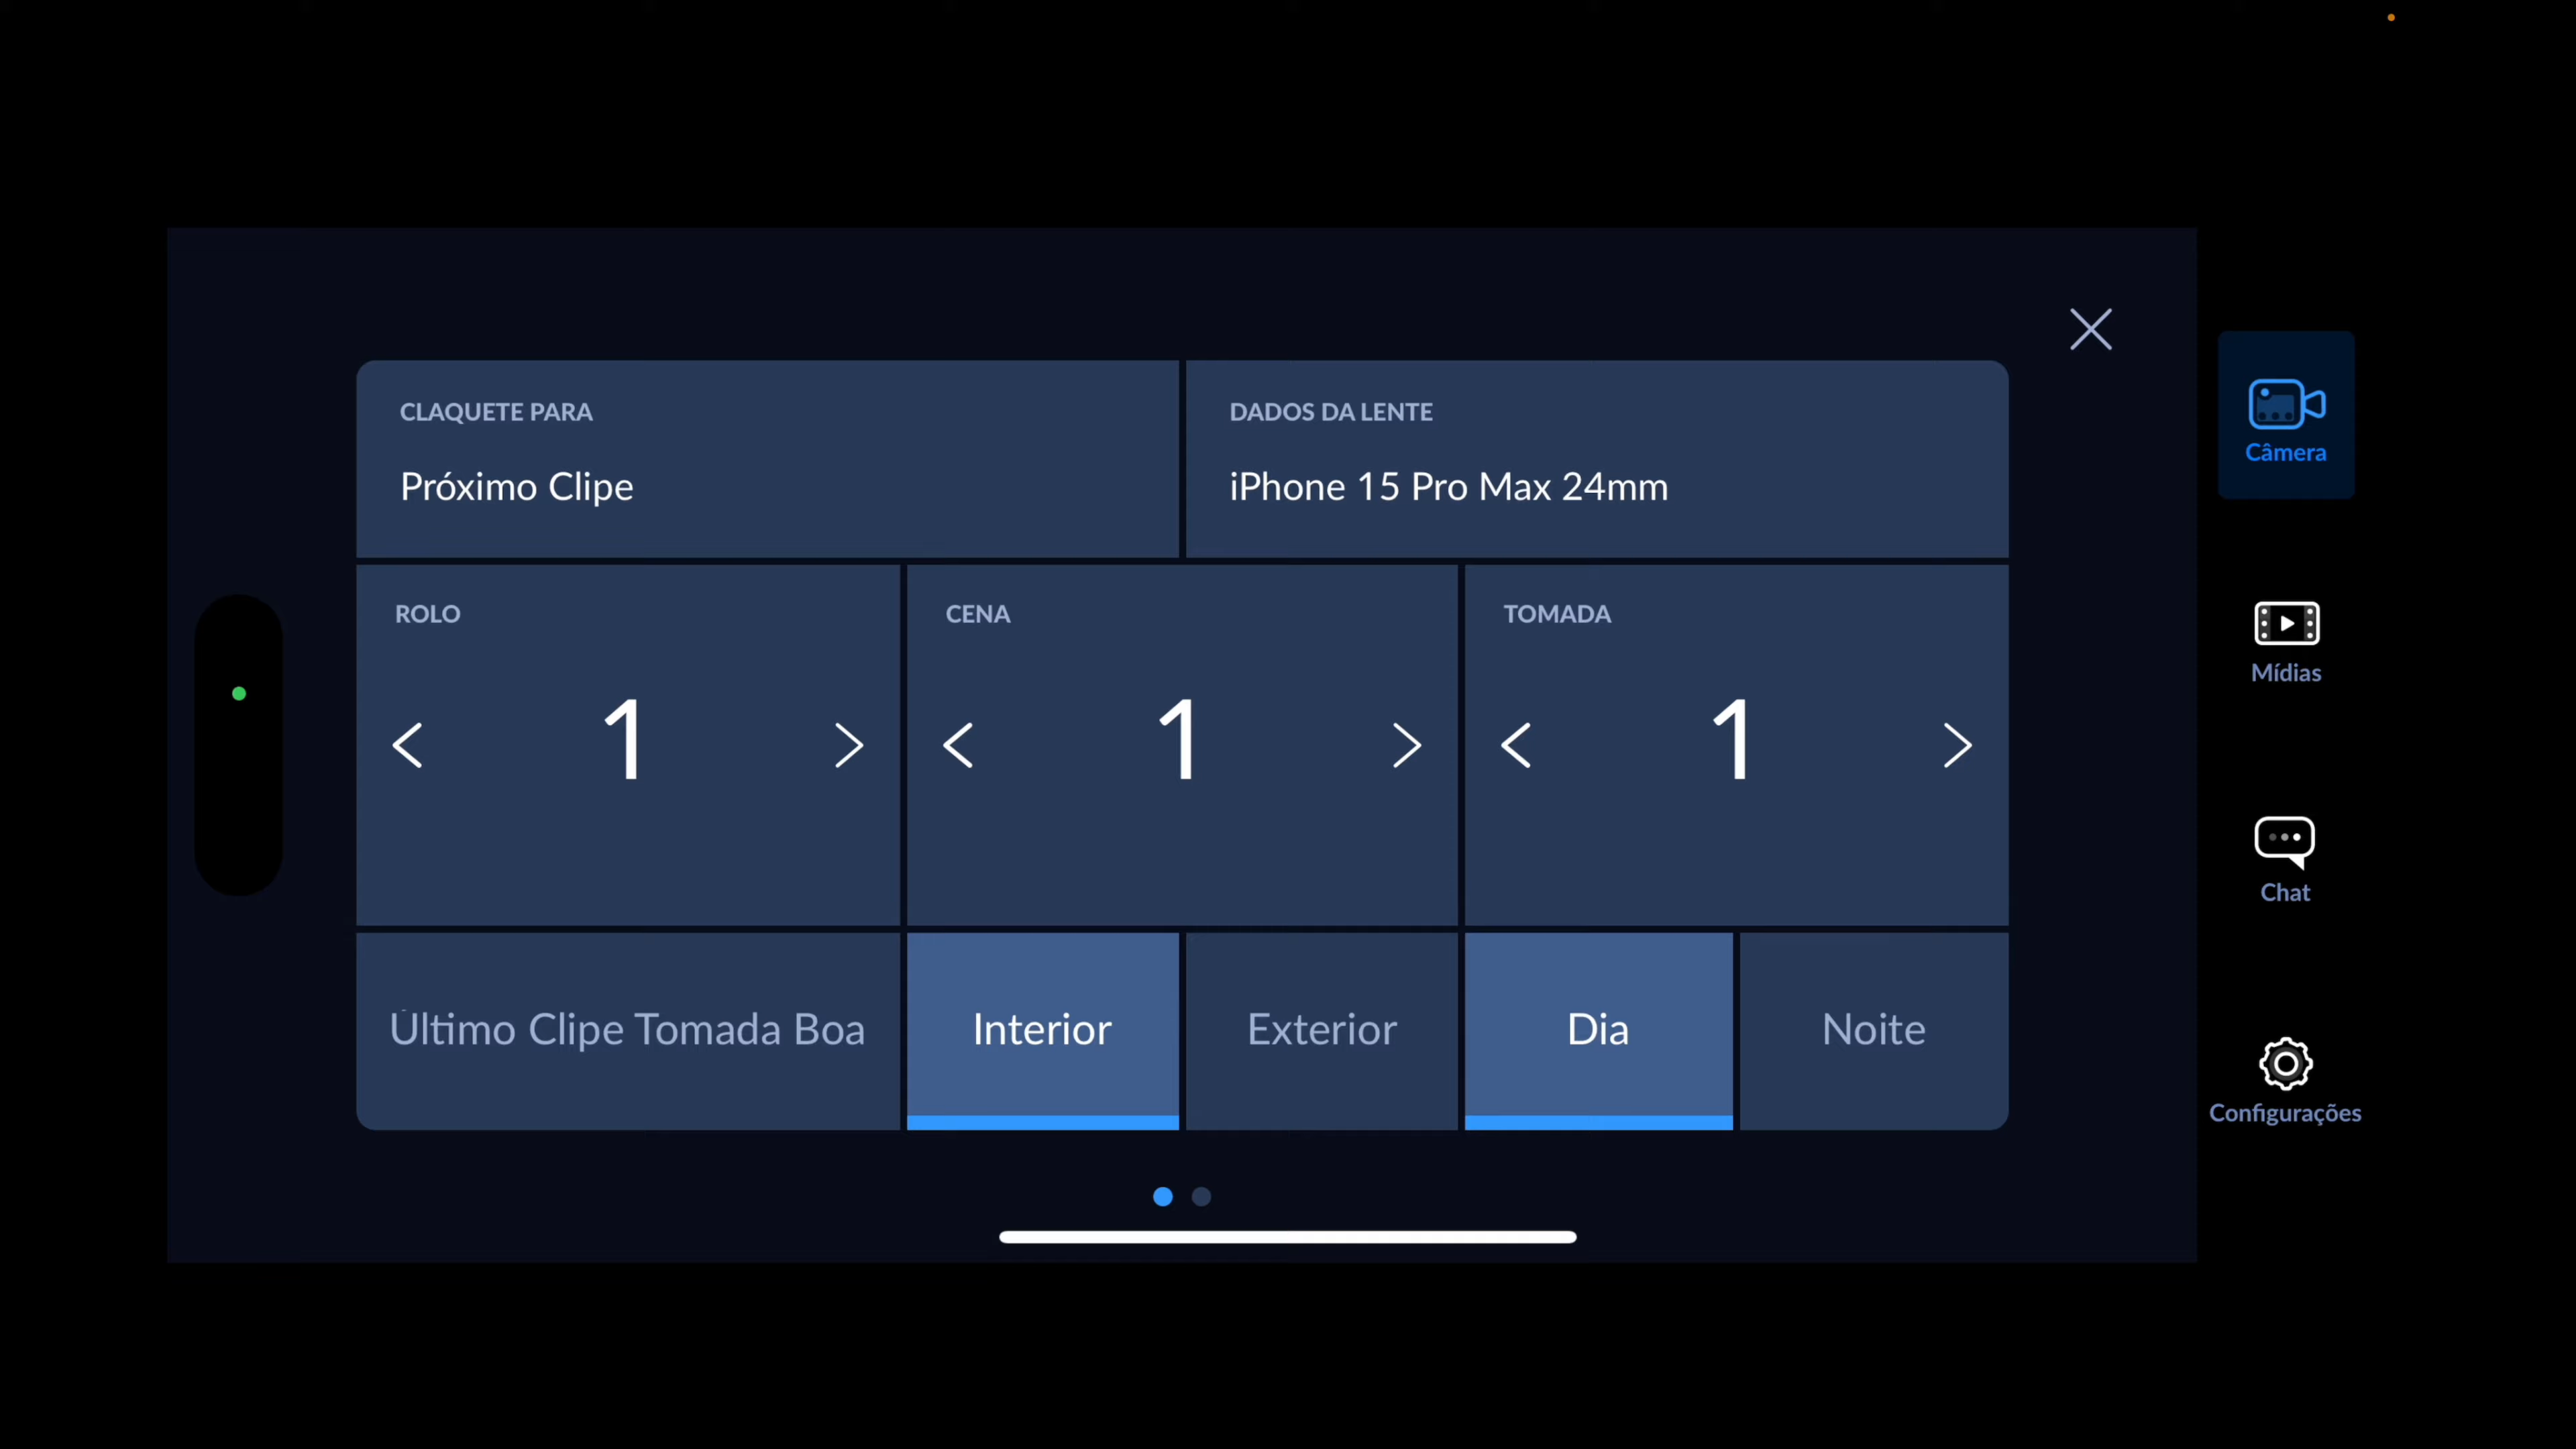 CLAQUETE PARA
Próximo Clipe
DADOS DA LENTE
iPhone 15 Pro Max 24mm
ROLO
1
CENA
1
TOMADA
1
Último Clipe Tomada Boa
Interior
Exterior
Dia
Noite
Câmera
Mídias
Chat
Configurações